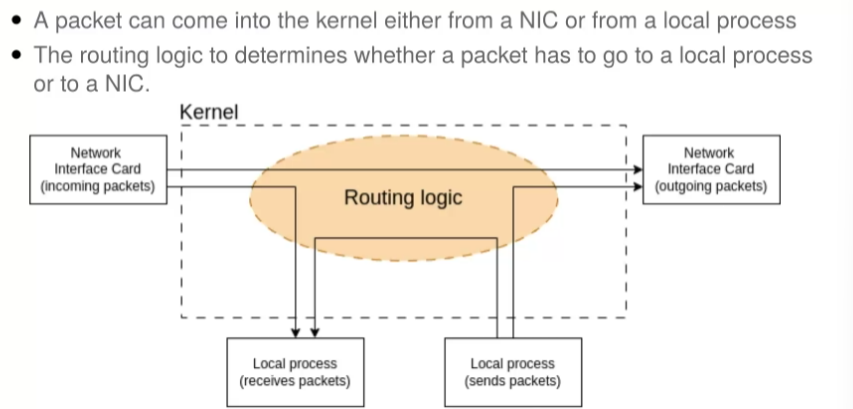 • A packet can come into the kernel either from a NIC or from a local process
• The routing logic to determines whether a packet has to go to a local process
or to a NIC.
Kernel
Network
Interface Card
(incoming packets)
Routing logic
Network
Interface Card
(outgoing packets)
Local process
(receives packets)
Local process
(sends packets)